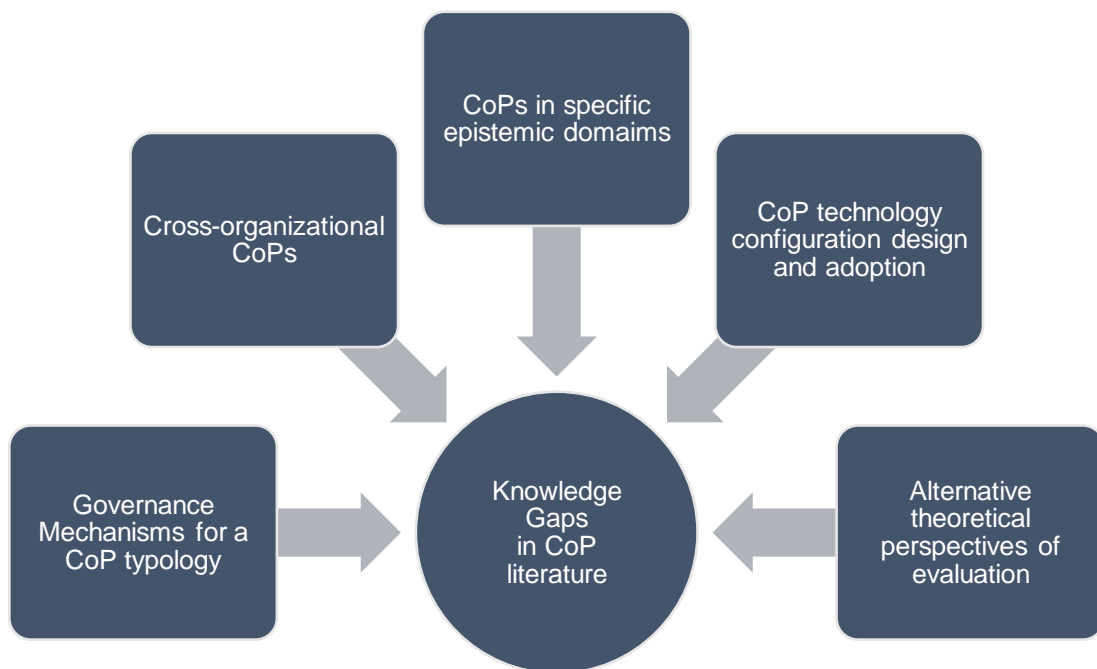 CoPs in specific
epistemic domaims
Cross-organizational
CoPs
CoP technology
configuration design
and adoption
Governance
Mechanisms for a
CoP typology
Knowledge
Gaps
in CoP
literature
Alternative
theoretical
perspectives of
evaluation